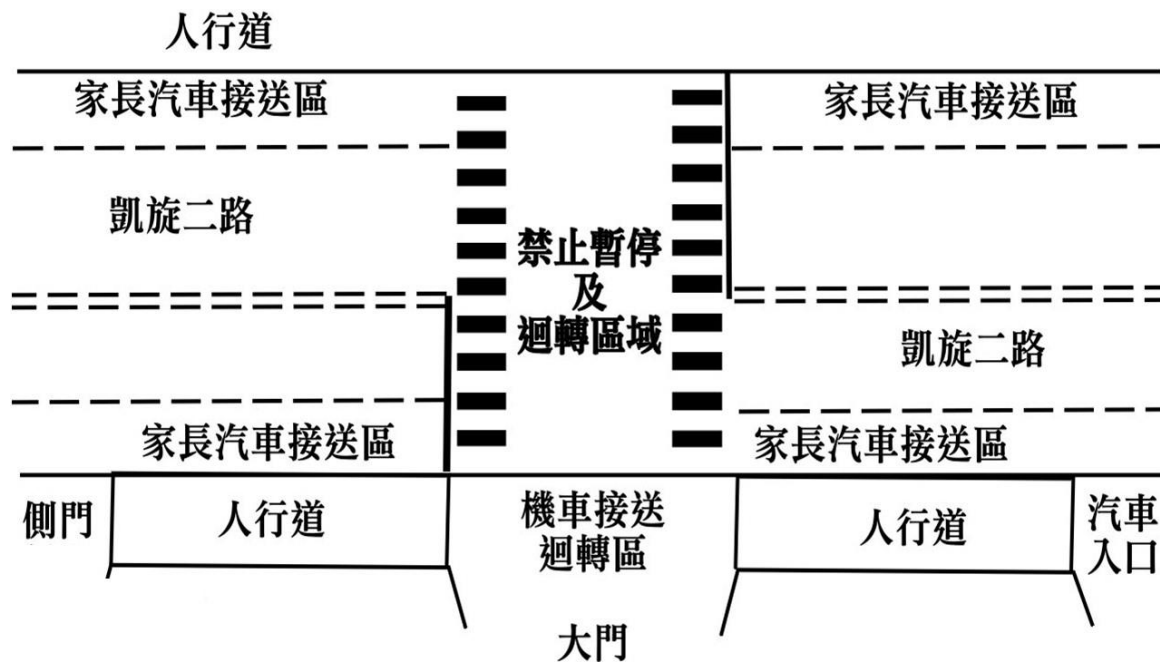 人行道
家長汽車接送區
家長汽車接送區
凱旋二路
禁止暫停
及
迴轉區域
凱旋二路
家長汽車接送區
家長汽車接送區
側門
人行道
機車接送
迴轉區
人行道
汽車
入口
大門